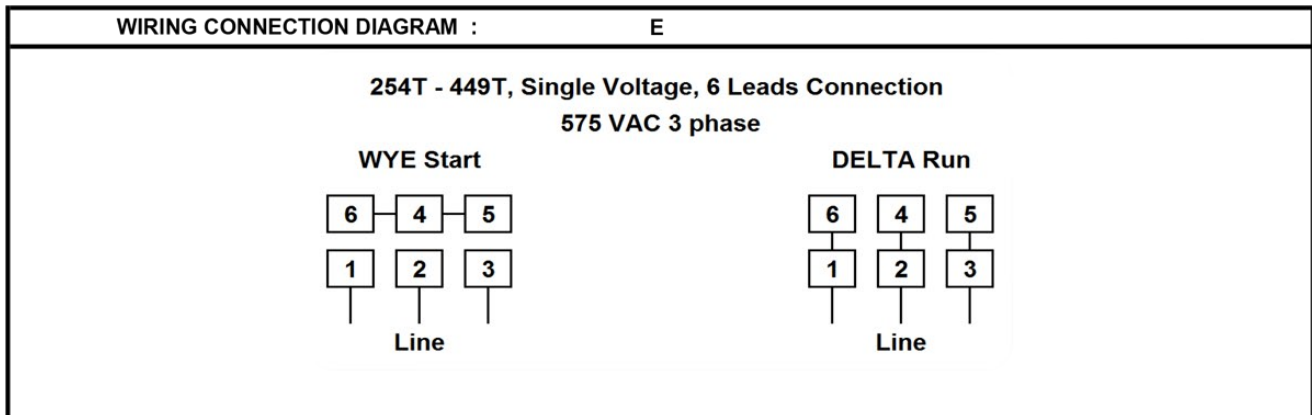 WIRING CONNECTION DIAGRAM : E
254T - 449T, Single Voltage, 6 Leads Connection
575 VAC 3 phase
WYE Start
6 4 5
1 2 3
Line
DELTA Run
6 4 5
1 2 3
Line